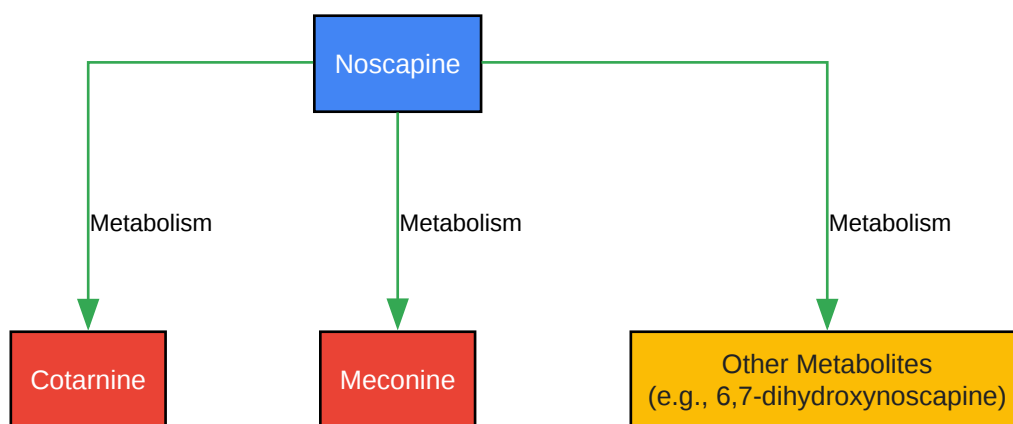 Noscapine
Metabolism
Metabolism
Metabolism
Cotarnine
Meconine
Other Metabolites
(e.g., 6,7-dihydroxynoscapine)